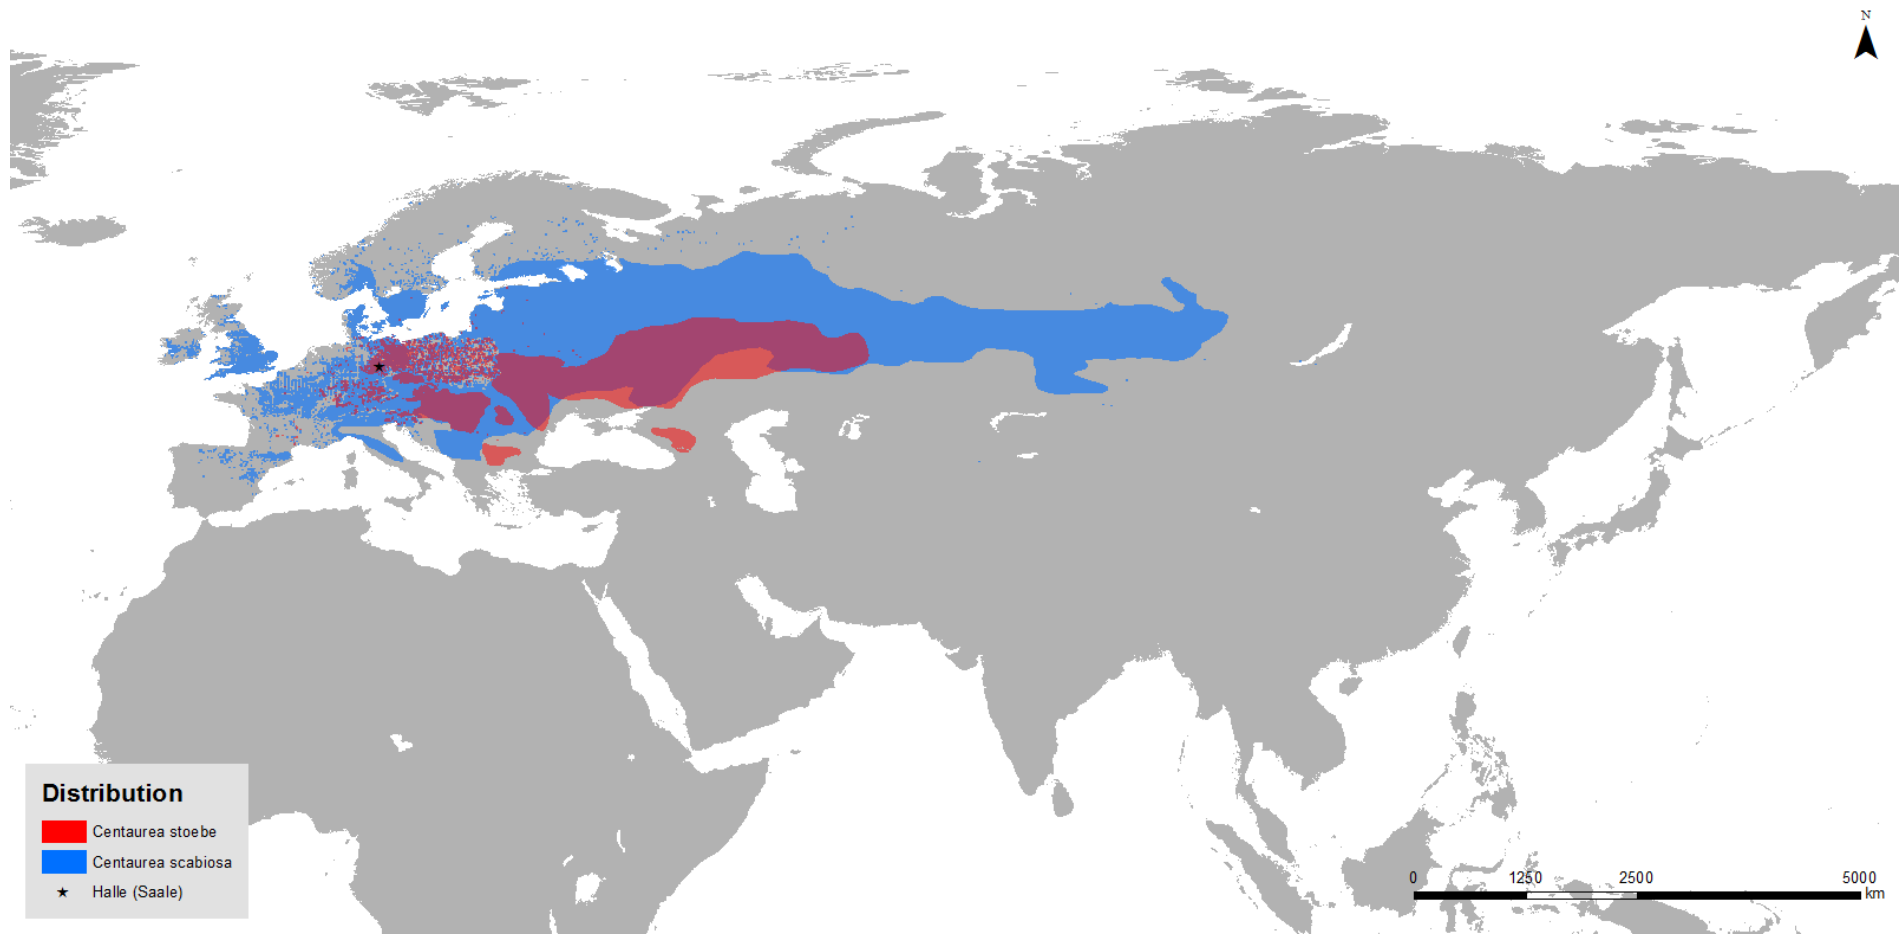 N
Distribution
Centaurea stoebe
Centaurea scabiosa
Halle (Saale)
0 1250 2500 5000
km